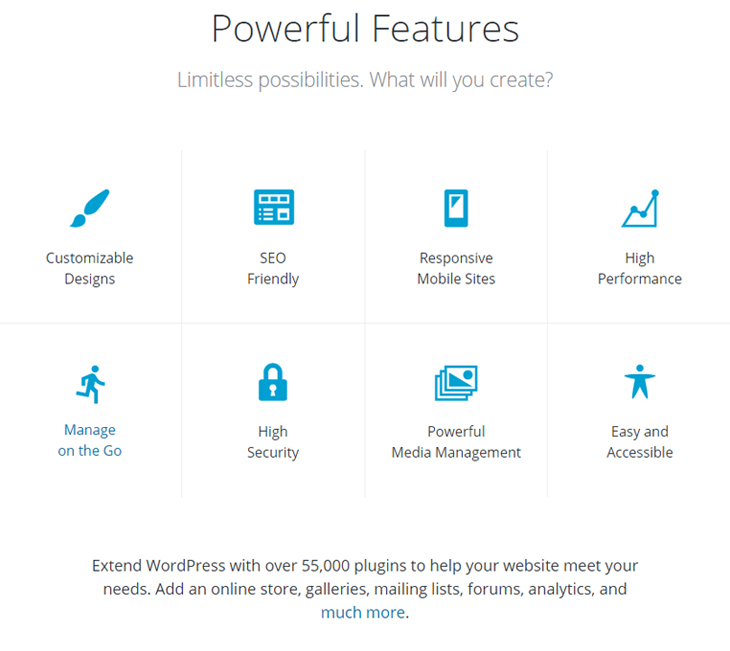 Powerful Features
Limitless possibilities. What will you create?
Customizable
Designs
SEO
Friendly
Responsive
Mobile Sites
High
Performance
Manage
on the Go
High
Security
Powerful
Media Management
Easy and
Accessible
Extend WordPress with over 55,000 plugins to help your website meet your
needs. Add an online store, galleries, mailing lists, forums, analytics, and
much more.